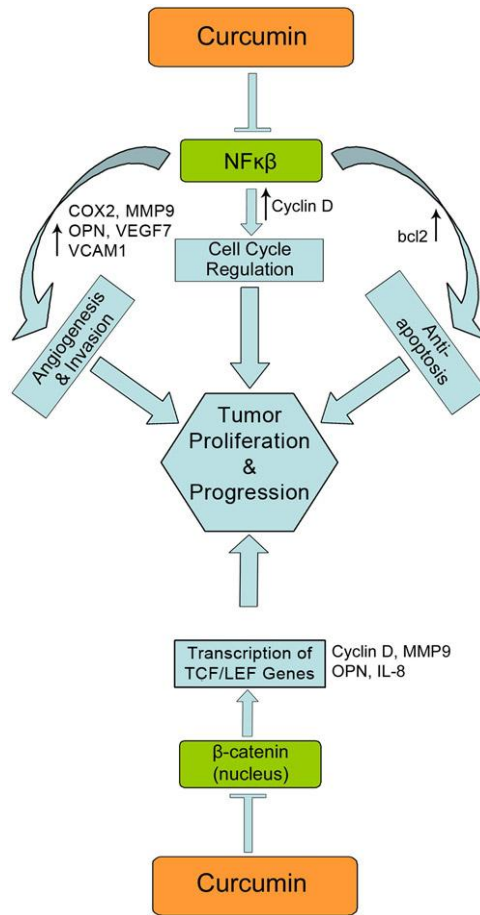 Curcumin
NFκβ
COX2, MMP9
OPN, VEGF7
VCAM1
Cyclin D
bcl2
Cell Cycle
Regulation
Angiogenesis
& Invasion
Anti-
apoptosis
Tumor
Proliferation
&
Progression
Transcription of
TCF/LEF Genes
Cyclin D, MMP9
OPN, IL-8
β-catenin
(nucleus)
Curcumin